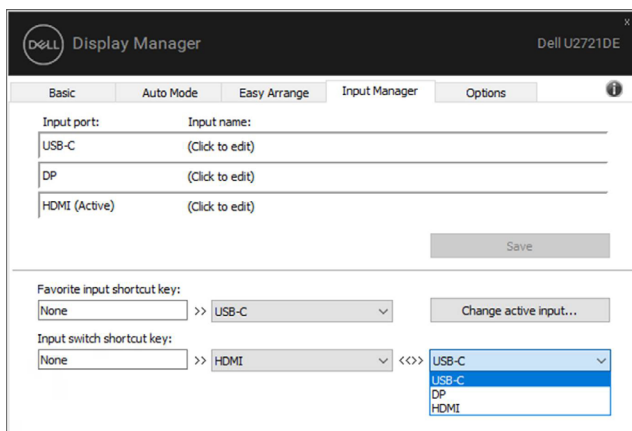 x
DELL Display Manager Dell U2721DE
Basic Auto Mode Easy Arrange Input Manager Options i
Input port: Input name:
USB-C (Click to edit)
DP (Click to edit)
HDMI (Active) (Click to edit)
Save
Favorite input shortcut key:
None >> USB-C Change active input...
Input switch shortcut key:
None >> HDMI <<>> USB-C
USB-C
DP
HDMI